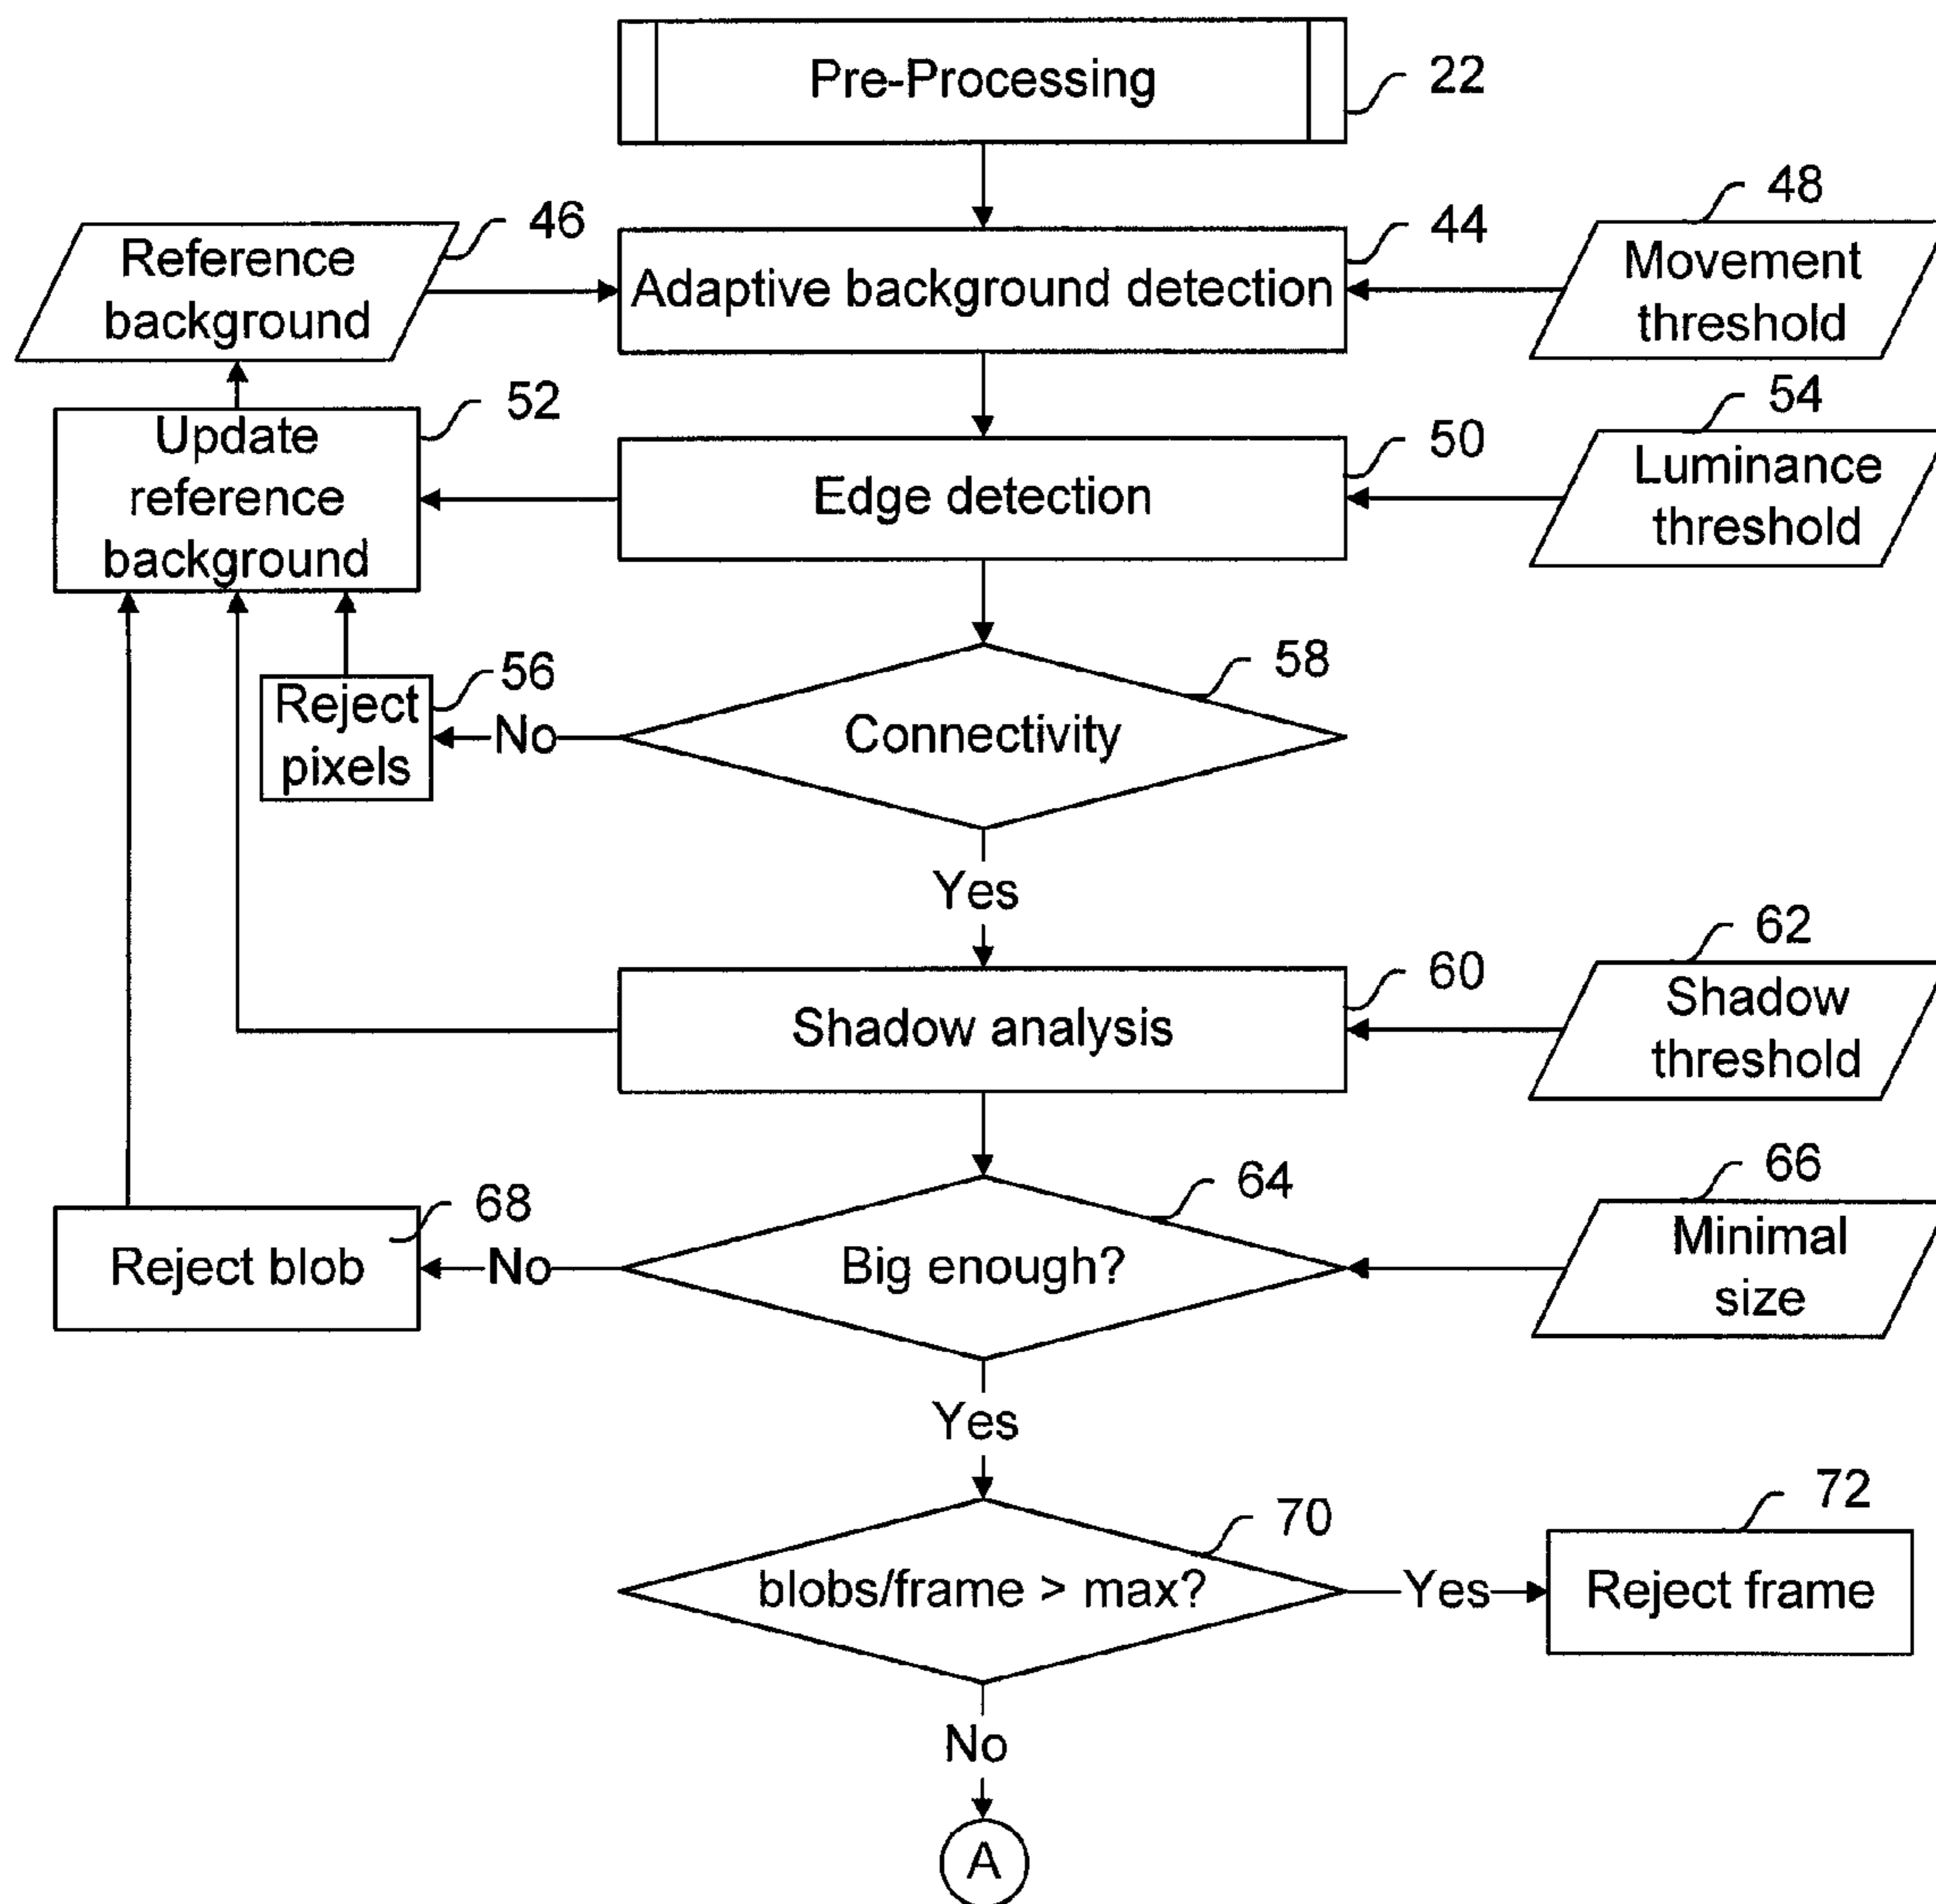 Pre-Processing
22
Reference
background
46
Adaptive background detection
44
Movement
threshold
48
Update
reference
background
52
Edge detection
50
Luminance
threshold
54
Reject
pixels
56
No
Connectivity
58
Yes
Shadow analysis
60
Shadow
threshold
62
Reject blob
68
No
Big enough?
64
Minimal
size
66
Yes
blobs/frame > max?
70
Yes
Reject frame
72
No
A